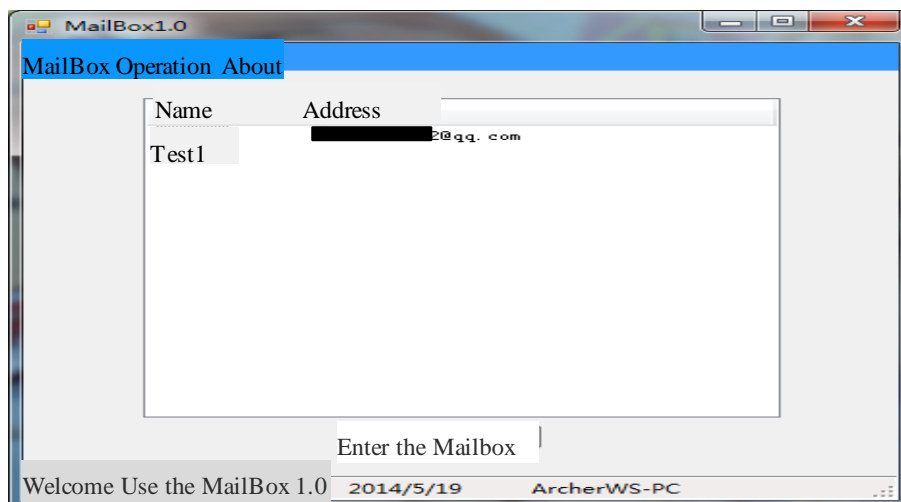 MailBox1.0
MailBox Operation About
Name Address
Test1 2@qq.com
Enter the Mailbox
Welcome Use the MailBox 1.0 2014/5/19 ArcherWS-PC